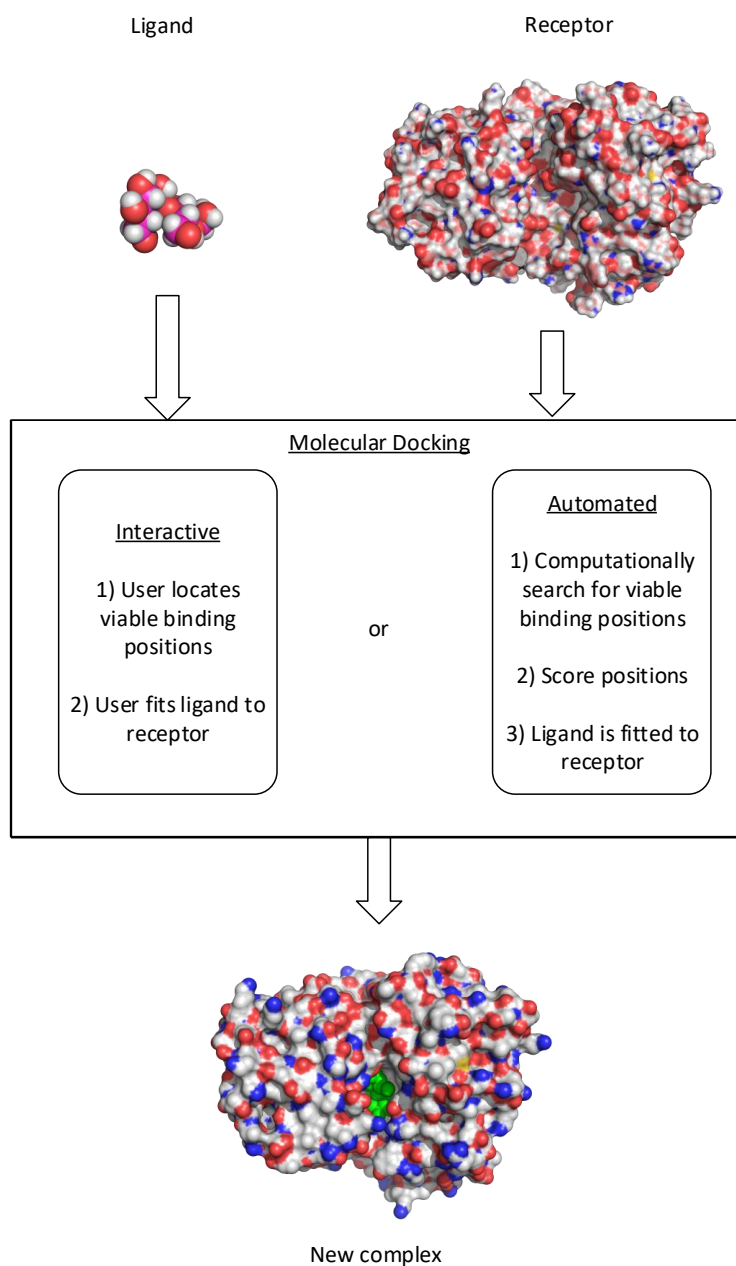 Ligand
Receptor
Molecular Docking
Interactive
1) User locates
viable binding
positions
2) User fits ligand to
receptor
or
Automated
1) Computationally
search for viable
binding positions
2) Score positions
3) Ligand is fitted to
receptor
New complex